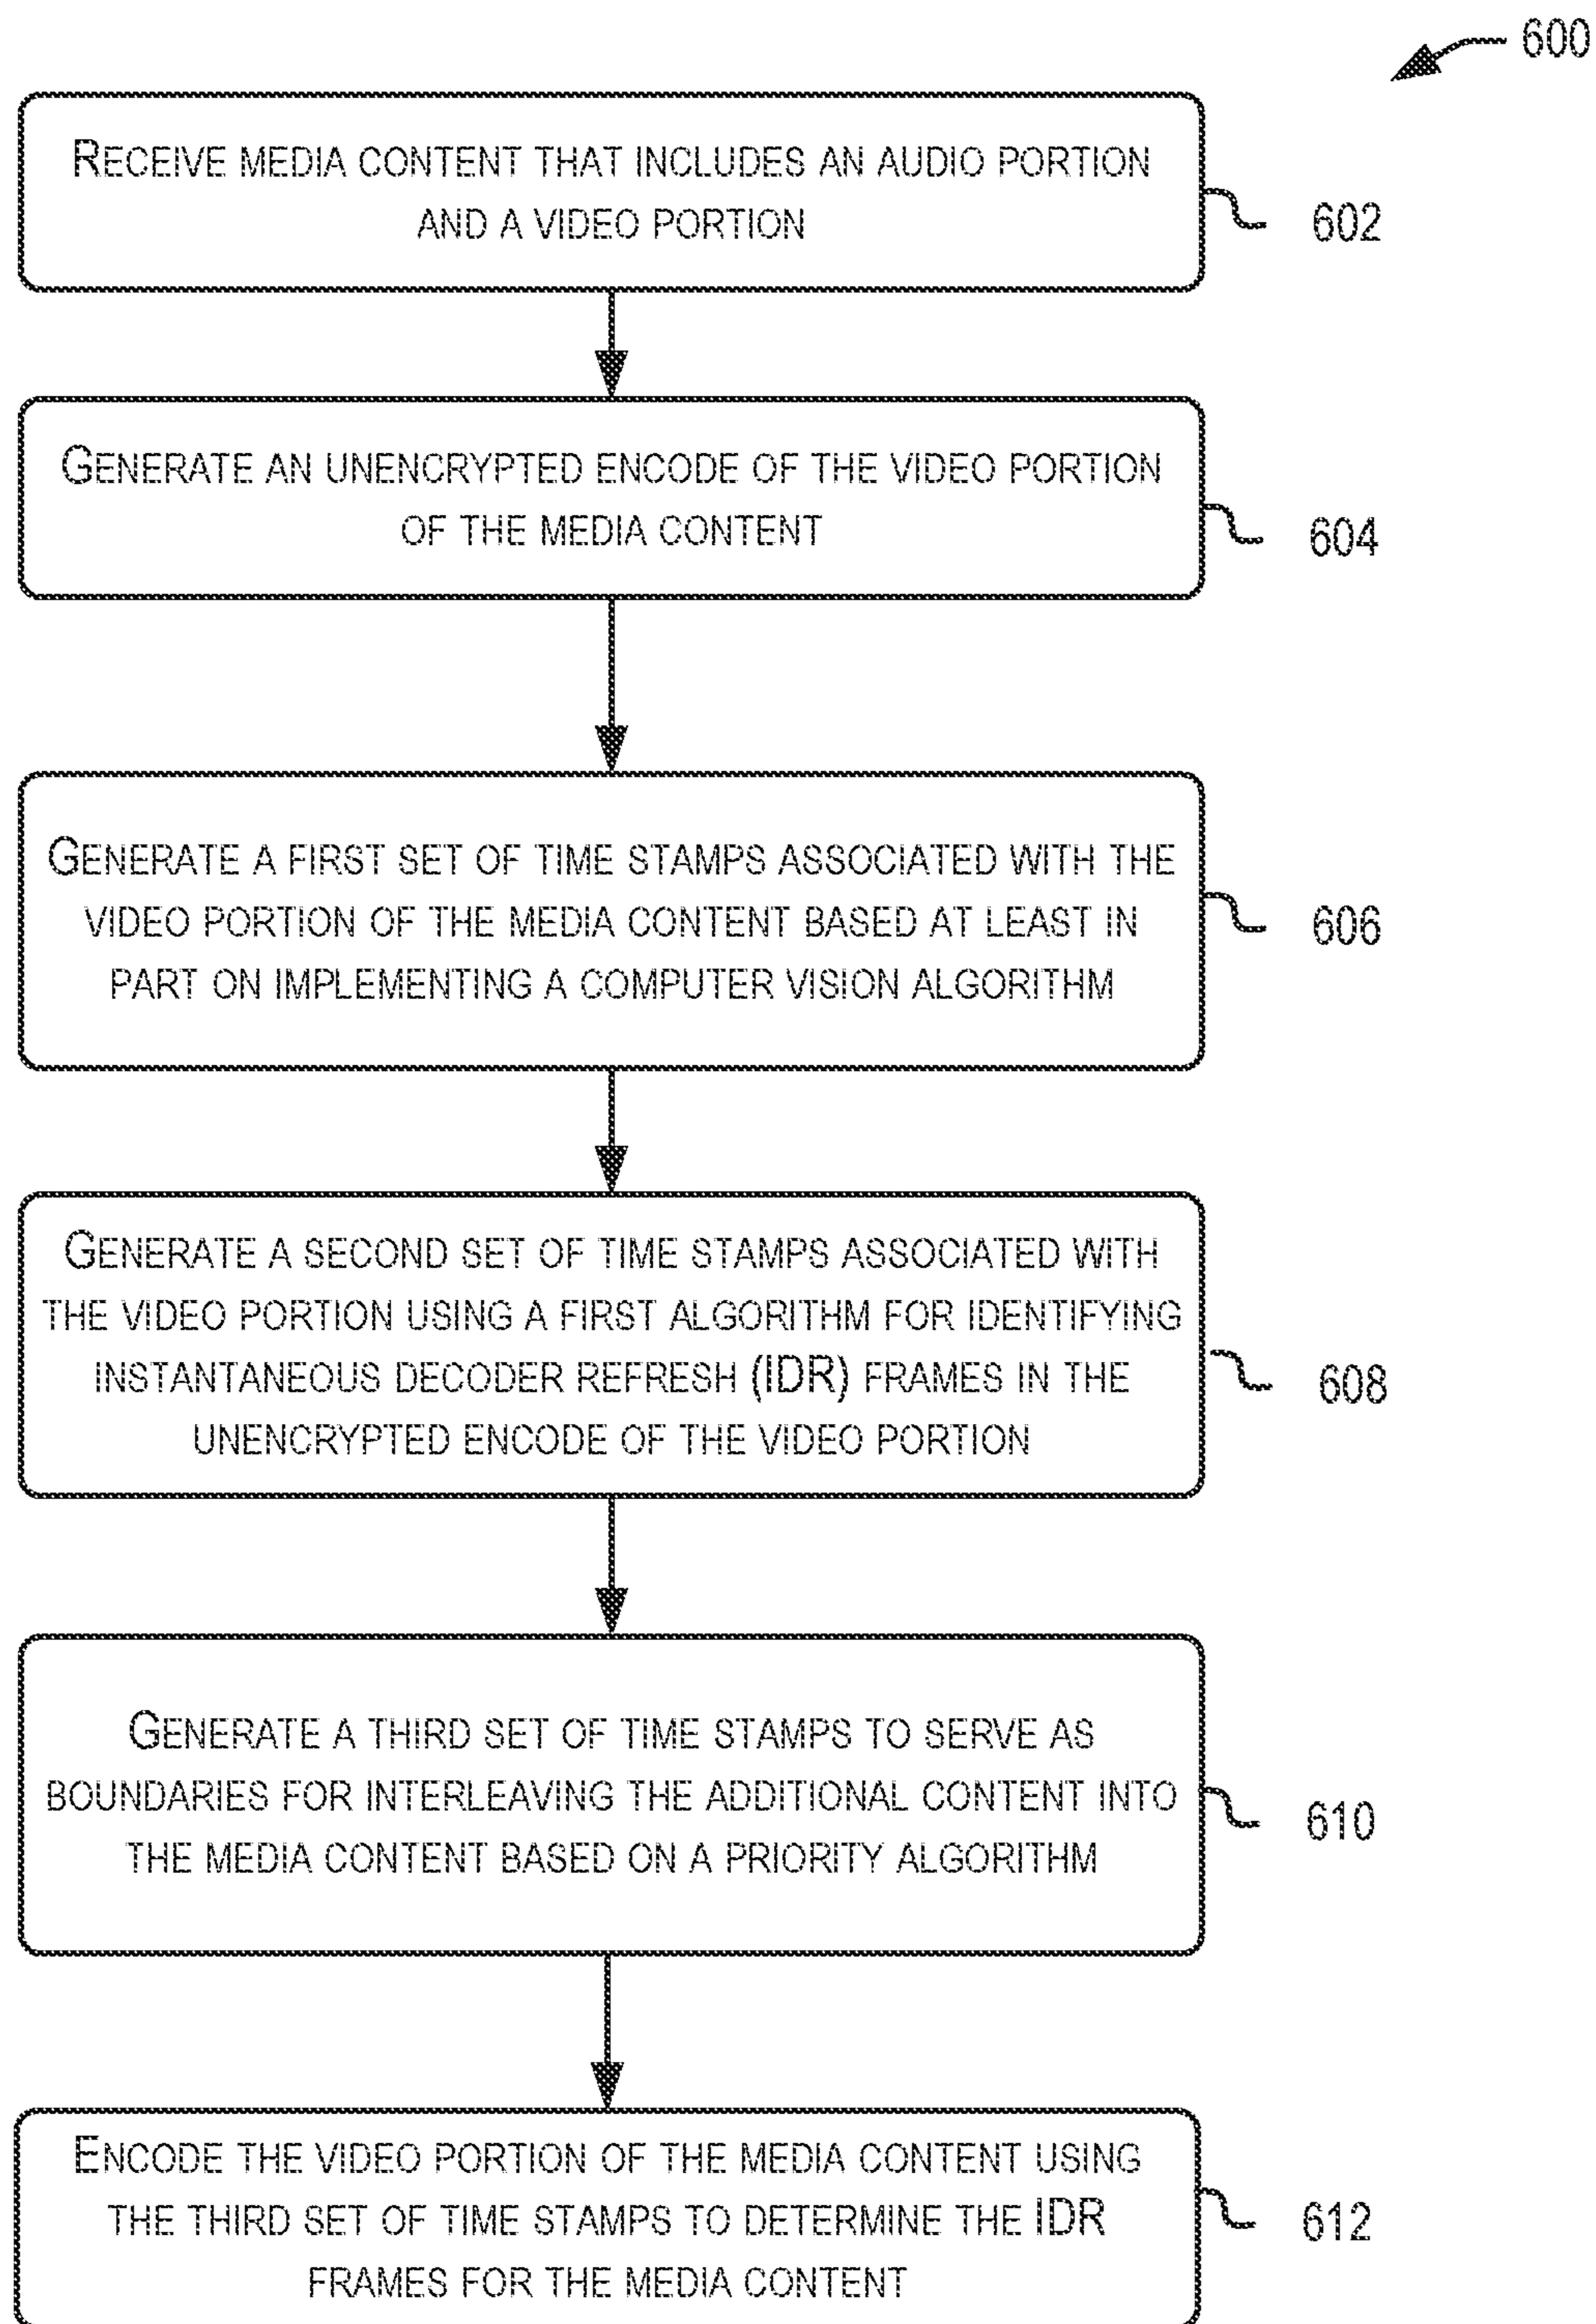 600
RECEIVE MEDIA CONTENT THAT INCLUDES AN AUDIO PORTION
AND A VIDEO PORTION
602
GENERATE AN UNENCRYPTED ENCODE OF THE VIDEO PORTION
OF THE MEDIA CONTENT
604
GENERATE A FIRST SET OF TIME STAMPS ASSOCIATED WITH THE
VIDEO PORTION OF THE MEDIA CONTENT BASED AT LEAST IN
PART ON IMPLEMENTING A COMPUTER VISION ALGORITHM
606
GENERATE A SECOND SET OF TIME STAMPS ASSOCIATED WITH
THE VIDEO PORTION USING A FIRST ALGORITHM FOR IDENTIFYING
INSTANTANEOUS DECODER REFRESH (IDR) FRAMES IN THE
UNENCRYPTED ENCODE OF THE VIDEO PORTION
608
GENERATE A THIRD SET OF TIME STAMPS TO SERVE AS
BOUNDARIES FOR INTERLEAVING THE ADDITIONAL CONTENT INTO
THE MEDIA CONTENT BASED ON A PRIORITY ALGORITHM
610
ENCODE THE VIDEO PORTION OF THE MEDIA CONTENT USING
THE THIRD SET OF TIME STAMPS TO DETERMINE THE IDR
FRAMES FOR THE MEDIA CONTENT
612